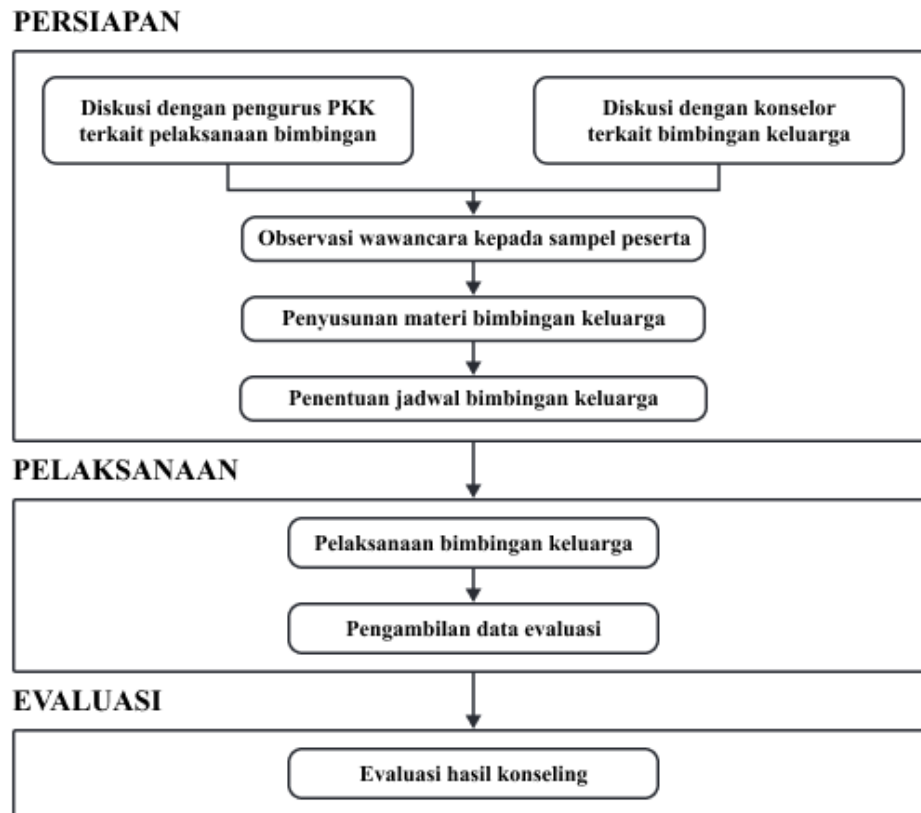 PERSIAPAN
Diskusi dengan pengurus PKK
terkait pelaksanaan bimbingan
Diskusi dengan konselor
terkait bimbingan keluarga
Observasi wawancara kepada sampel peserta
Penyusunan materi bimbingan keluarga
Penentuan jadwal bimbingan keluarga
PELAKSANAAN
Pelaksanaan bimbingan keluarga
Pengambilan data evaluasi
EVALUASI
Evaluasi hasil konseling